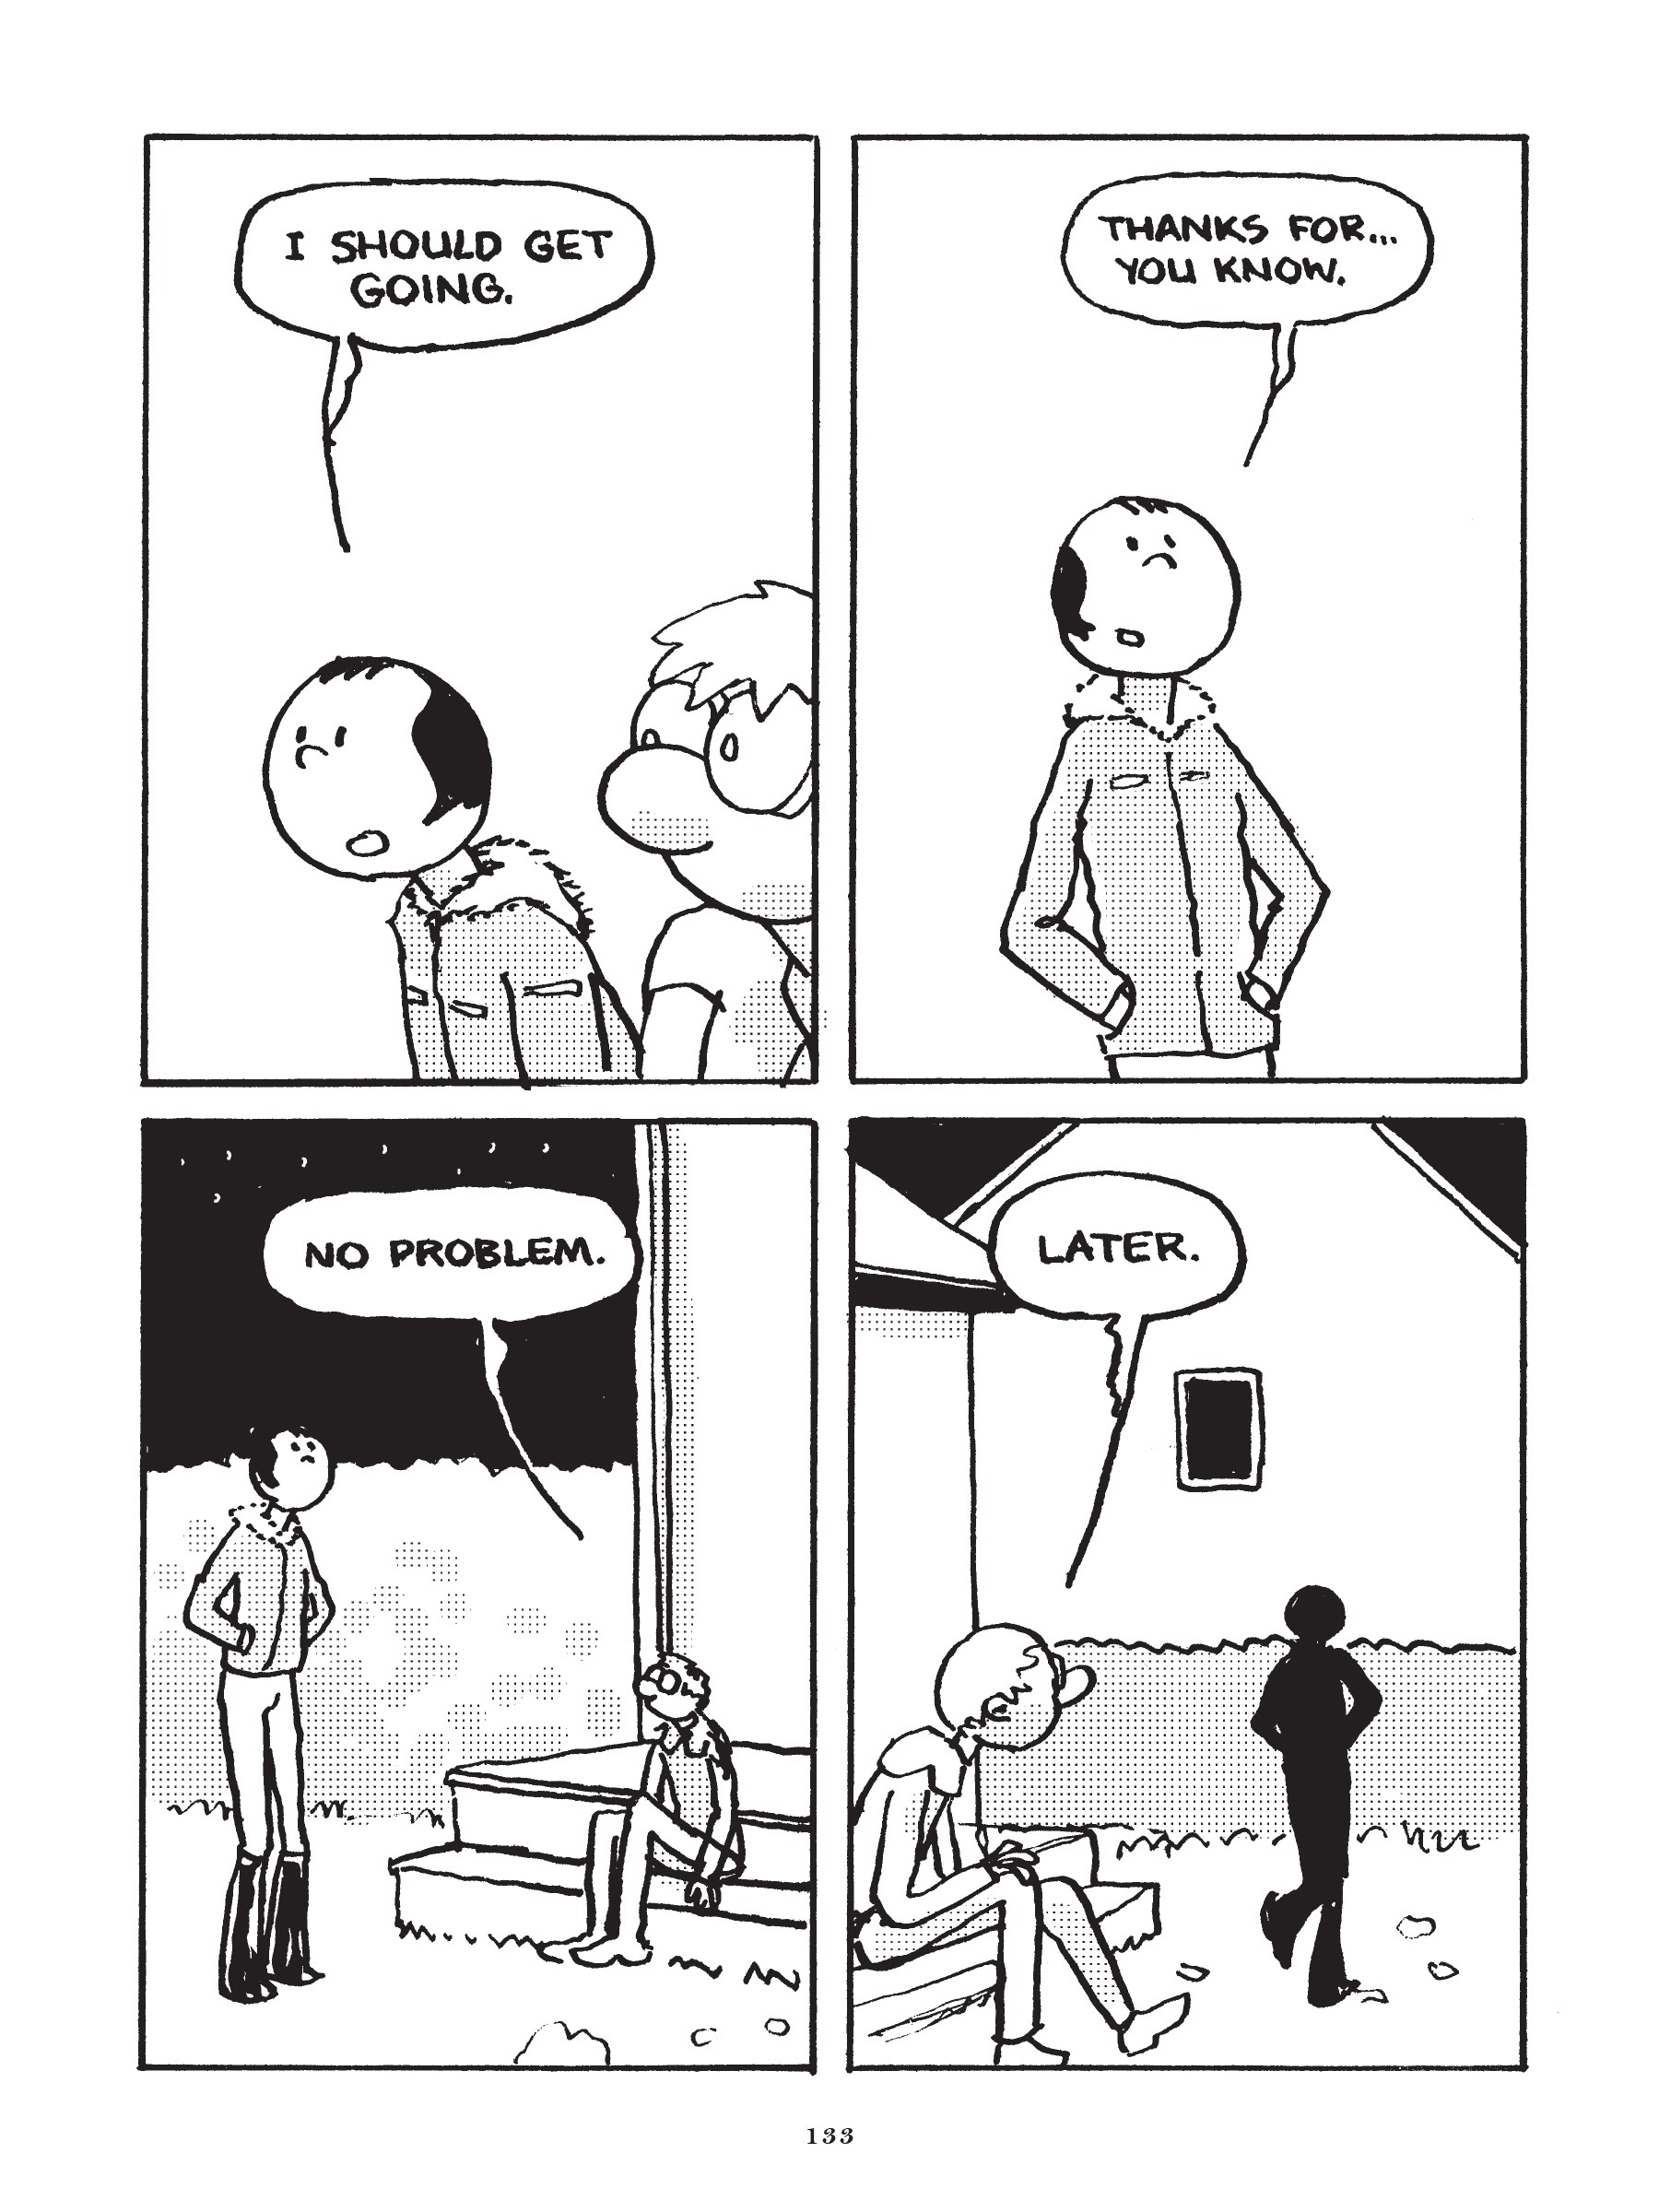 I SHOULD GET
GOING.
THANKS FOR...
YOU KNOW.
NO PROBLEM.
LATER.
133